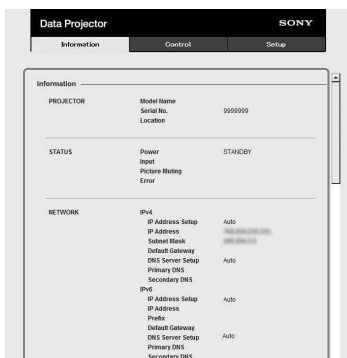 Data Projector SONY
Information Control Setup
Information
PROJECTOR Model Name
Serial No. 9999999
Location
STATUS Power STANDBY
Input
Picture Muting
Error
NETWORK IPv4
IP Address Setup Auto
IP Address
Subnet Mask
Default Gateway
DNS Server Setup Auto
Primary DNS
Secondary DNS
IPv6
IP Address Setup Auto
IP Address
Prefix
Default Gateway
DNS Server Setup Auto
Primary DNS
Secondary DNS